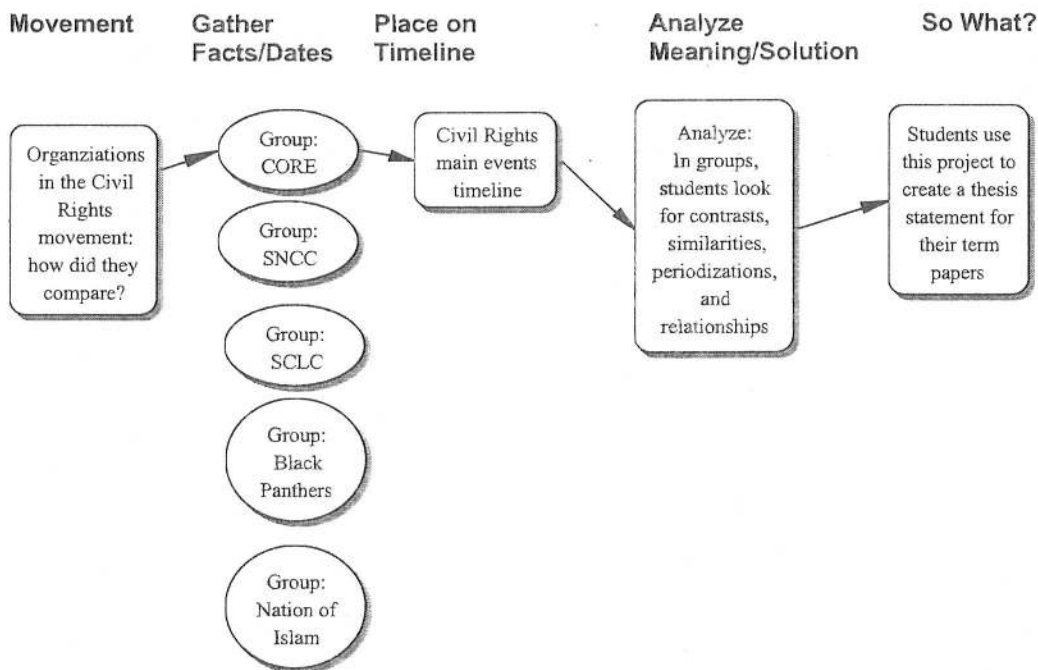 Movement
Gather
Facts/Dates
Place on
Timeline
Analyze
Meaning/Solution
So What?
Organziations
in the Civil
Rights
movement:
how did they
compare?
Group:
CORE
Group:
SNCC
Group:
SCLC
Group:
Black
Panthers
Group:
Nation of
Islam
Civil Rights
main events
timeline
Analyze:
In groups,
students look
for contrasts,
similarities,
periodizations,
and
relationships
Students use
this project to
create a thesis
statement for
their term
papers